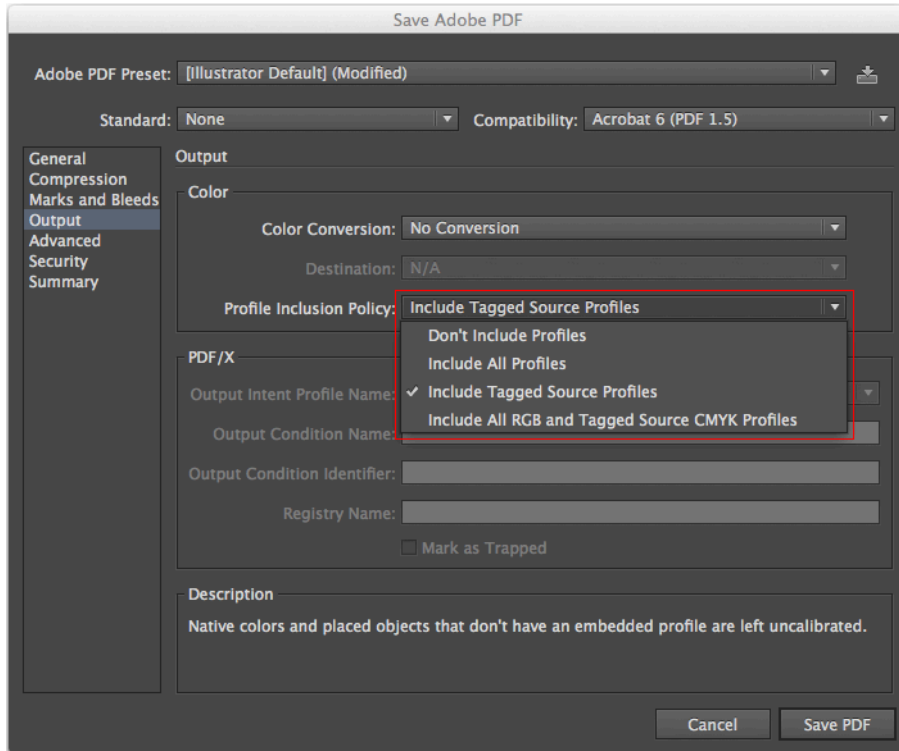 Save Adobe PDF
Adobe PDF Preset: [Illustrator Default] (Modified)
Standard: None Compatibility: Acrobat 6 (PDF 1.5)
General
Compression
Marks and Bleeds
Output
Advanced
Security
Summary
Output
Color
Color Conversion: No Conversion
Destination: N/A
Profile Inclusion Policy: Include Tagged Source Profiles
Don't Include Profiles
Include All Profiles
Include Tagged Source Profiles
Include All RGB and Tagged Source CMYK Profiles
PDF/X
Output Intent Profile Name:
Output Condition Name:
Output Condition Identifier:
Registry Name:
Mark as Trapped
Description
Native colors and placed objects that don't have an embedded profile are left uncalibrated.
Cancel Save PDF